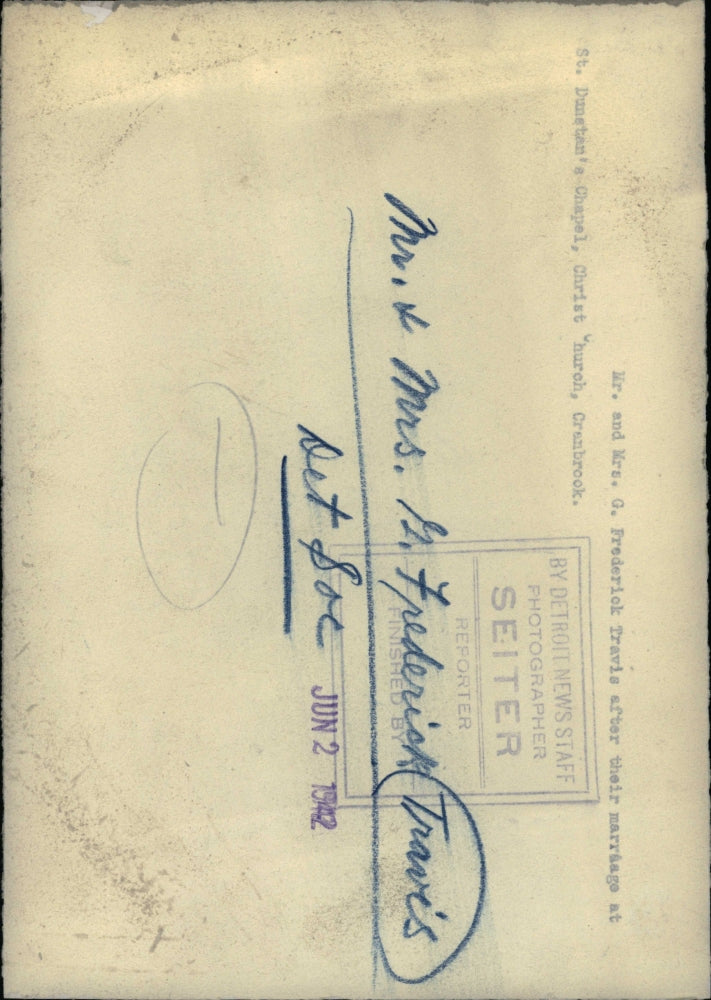 Mr. and Mrs. G. Frederick Travis after their marriage at
St. Dunstan's Chapel, Christ Church, Cranbrook.
BY DETROIT NEWS STAFF
PHOTOGRAPHER
SEITER
REPORTER
FINISHED BY
Mr. & Mrs. G. Frederick Travis
Det Soc
JUN 2 1942